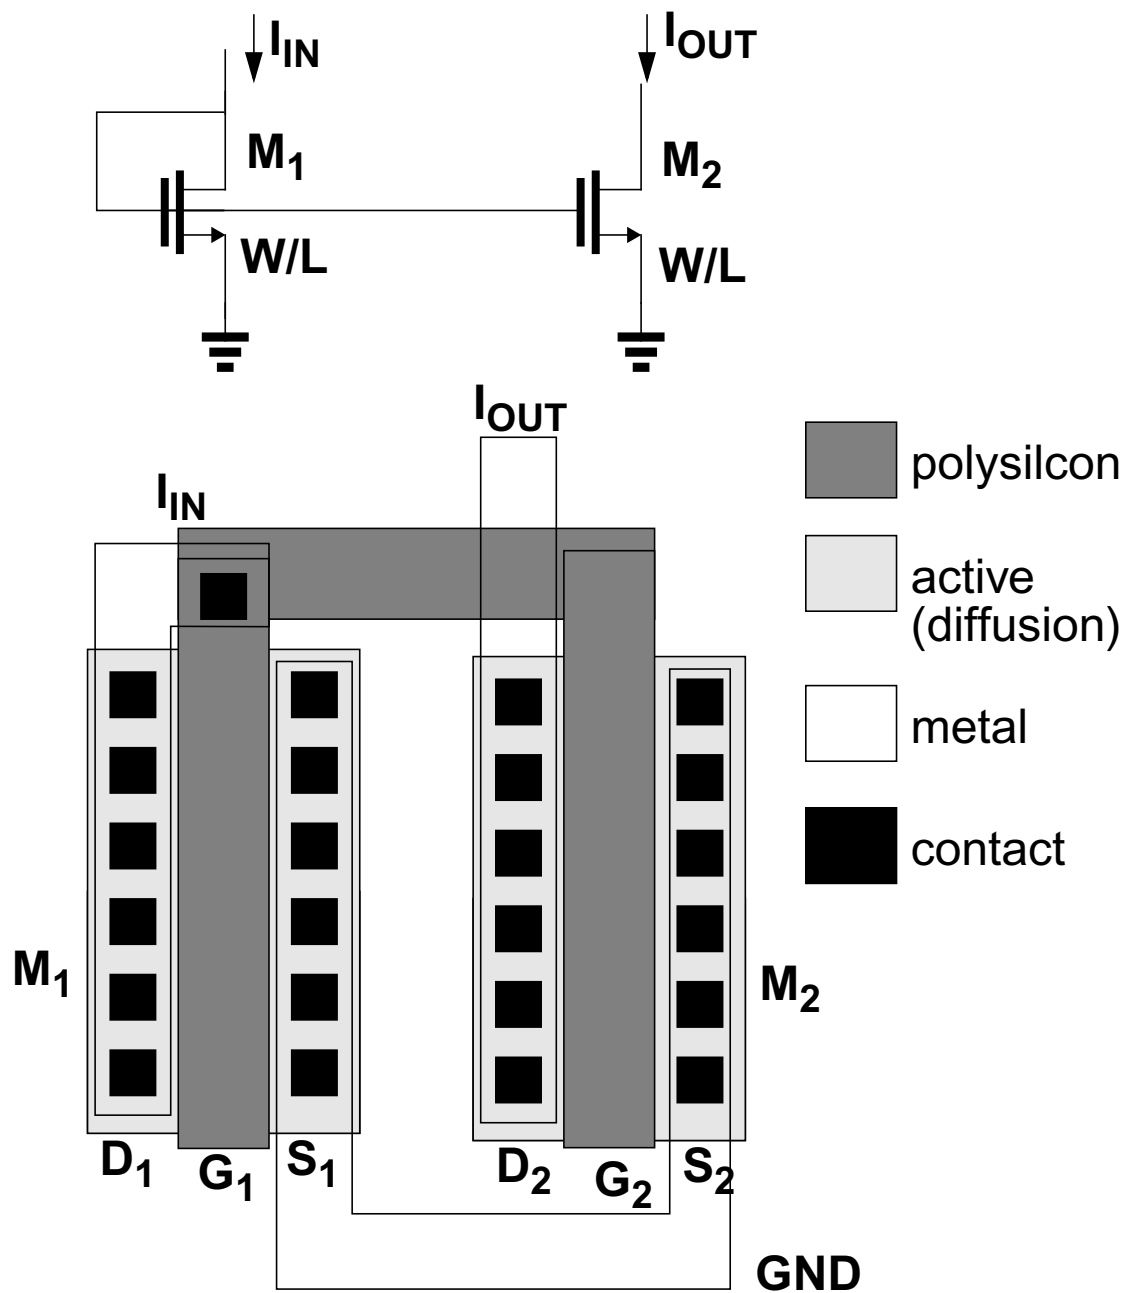 I_IN
I_OUT
M_1
M_2
W/L
W/L
I_OUT
I_IN
polysilcon
active
(diffusion)
metal
contact
M_1
M_2
D_1
G_1
S_1
D_2
G_2
S_2
GND